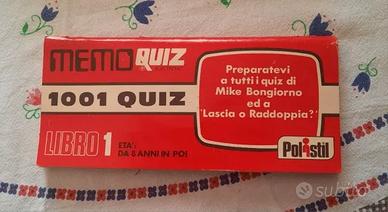 MEMO QUIZ
1001 QUIZ
LIBRO 1
ETA':
DA 8 ANNI IN POI
Preparatevi
a tutti i quiz di
Mike Bongiorno
ed a
'Lascia o Raddoppia?'
Polistil
subito